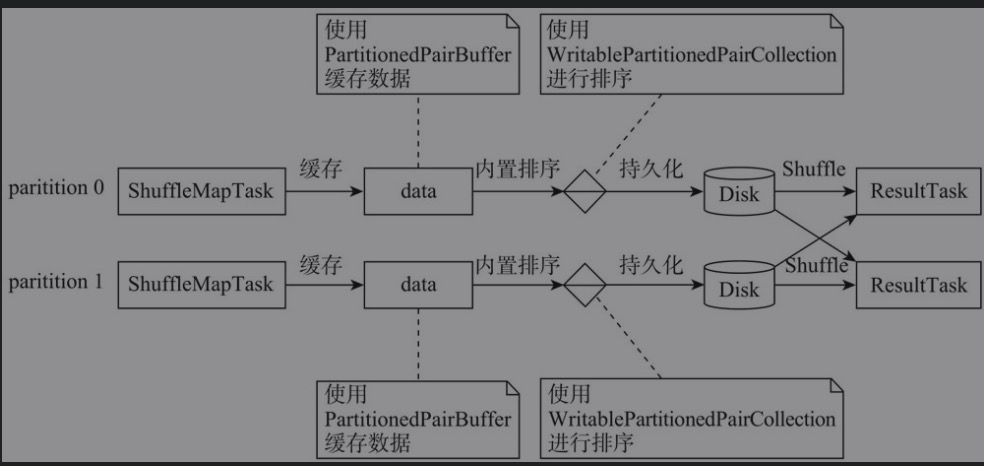 使用
PartitionedPairBuffer
缓存数据
使用
WritablePartitionedPairCollection
进行排序
paritition 0
ShuffleMapTask
缓存
data
内置排序
持久化
Disk
Shuffle
ResultTask
paritition 1
ShuffleMapTask
缓存
data
内置排序
持久化
Disk
Shuffle
ResultTask
使用
PartitionedPairBuffer
缓存数据
使用
WritablePartitionedPairCollection
进行排序